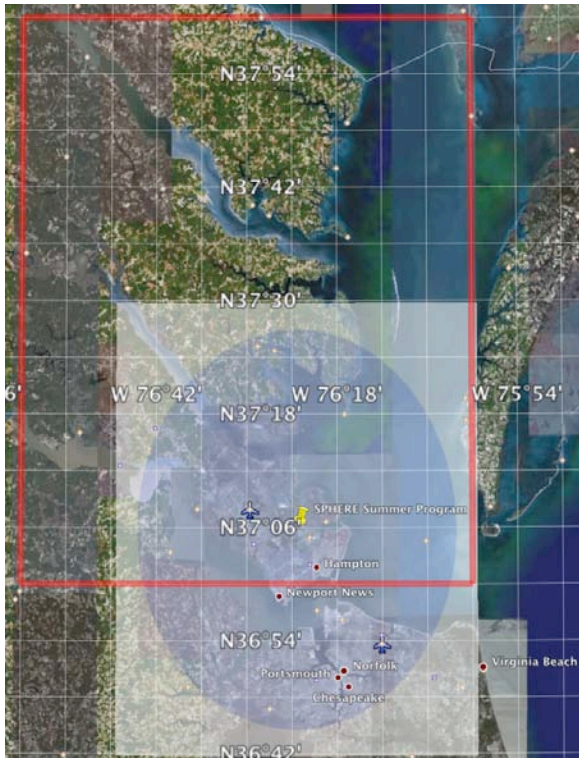 N37°54'
N37°42'
N37°30'
6'
W 76°42'
W 76°18'
W 75°54'
N37°18'
SPHERE Summer Program
N37°06'
Hampton
Newport News
N36°54'
Virginia Beach
Norfolk
Portsmouth
Chesapeake
N36°42'